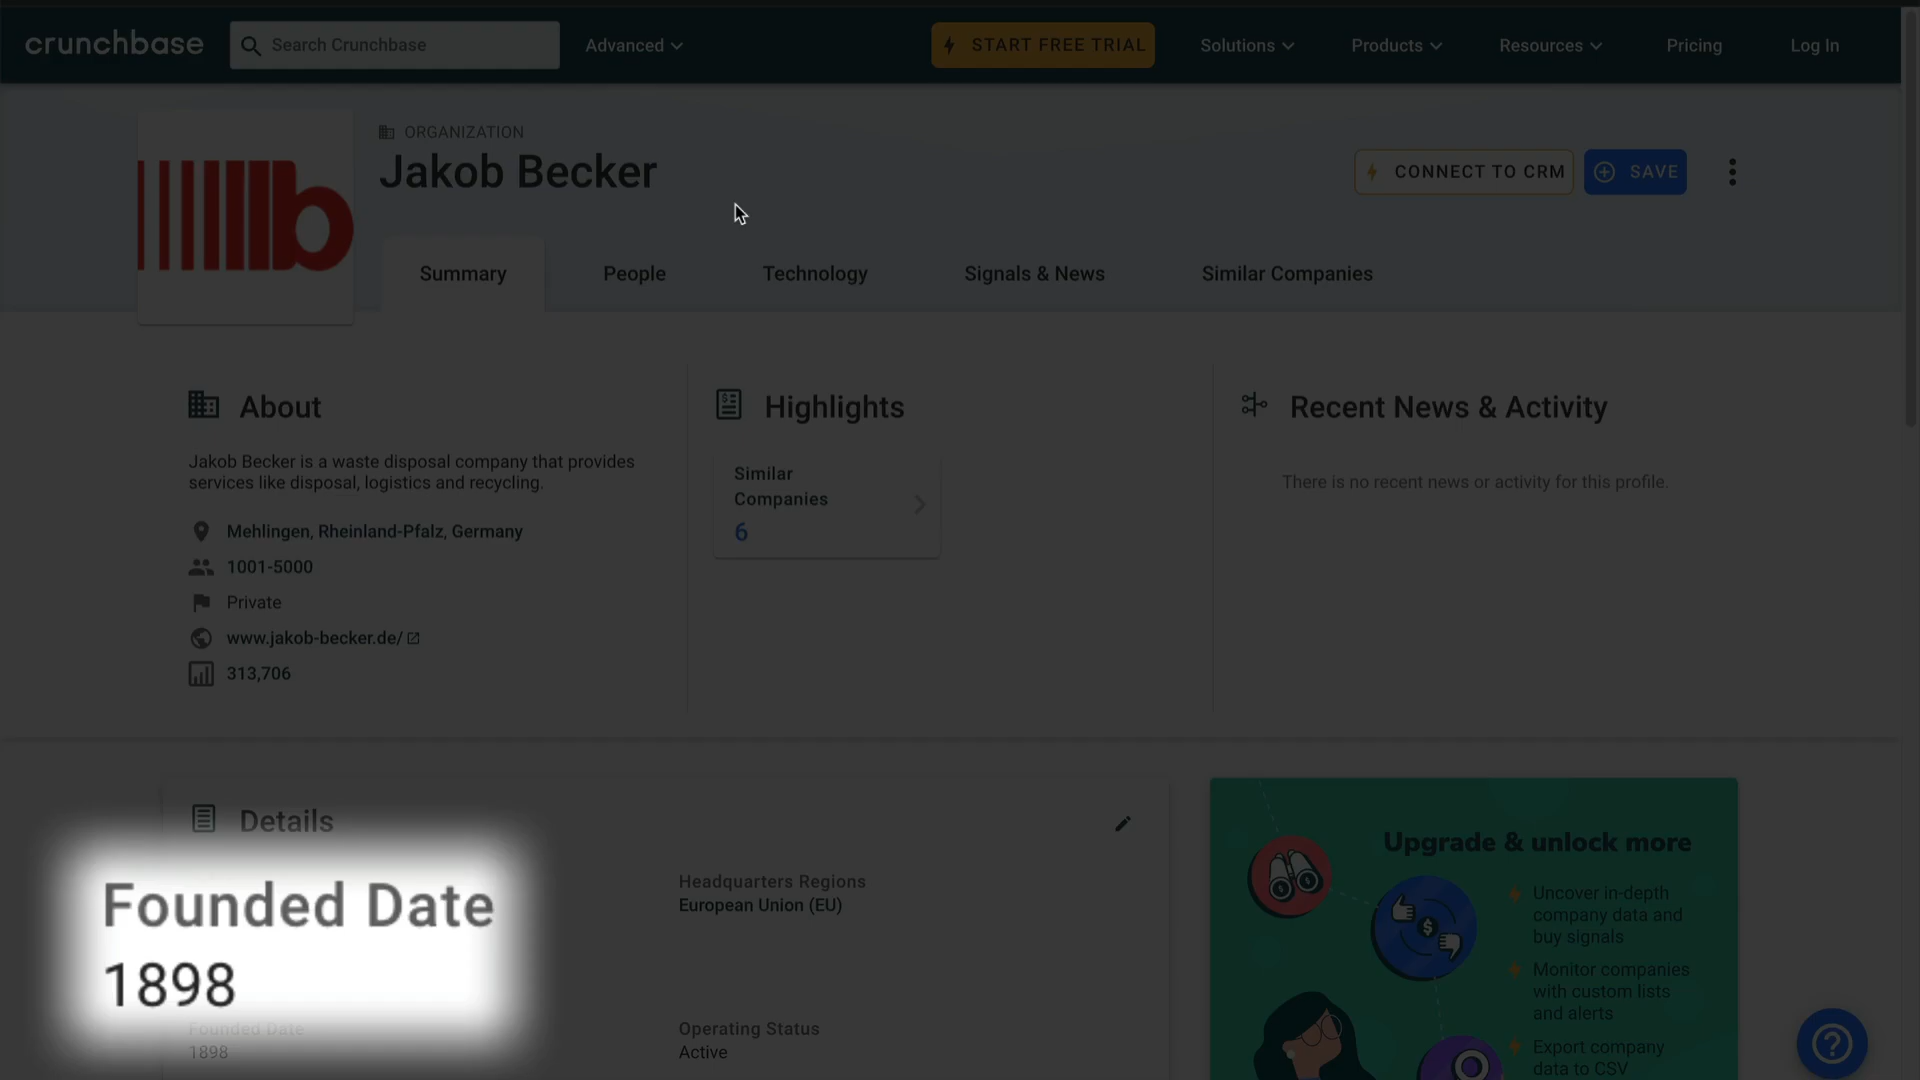 crunchbase
Search Crunchbase
Advanced
START FREE TRIAL
Solutions
Products
Resources
Pricing
Log In
b
ORGANIZATION
Jakob Becker
CONNECT TO CRM
SAVE
Summary
People
Technology
Signals & News
Similar Companies
About
Jakob Becker is a waste disposal company that provides
services like disposal, logistics and recycling.
Mehlingen, Rheinland-Pfalz, Germany
1001-5000
Private
www.jakob-becker.de/
313,706
Highlights
Similar
Companies
6
Recent News & Activity
There is no recent news or activity for this profile.
Details
Founded Date
1898
Headquarters Regions
European Union (EU)
Founded Date
1898
Operating Status
Active
Upgrade & unlock more
Uncover in-depth
company data and
buy signals
Monitor companies
with custom lists
and alerts
Export company
data to CSV